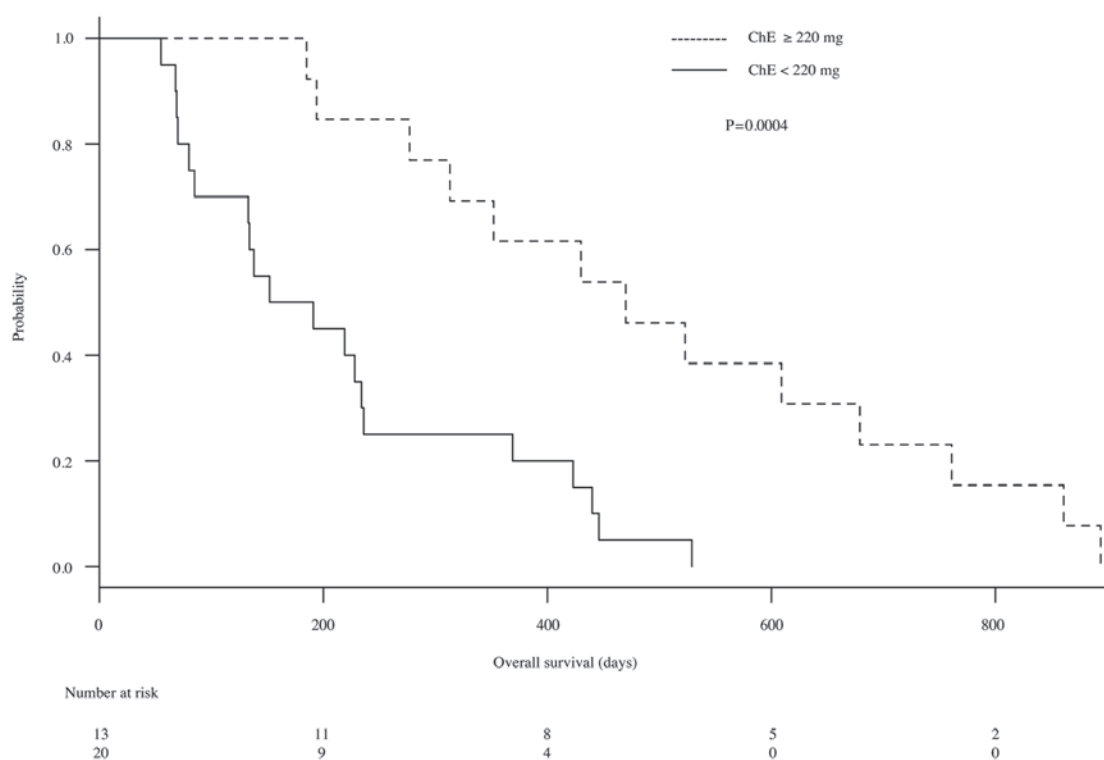 ChE ≥ 220 mg
ChE < 220 mg
P=0.0004
Probability
1.0
0.8
0.6
0.4
0.2
0.0
0 200 400 600 800
Overall survival (days)
Number at risk
13 11 8 5 2
20 9 4 0 0